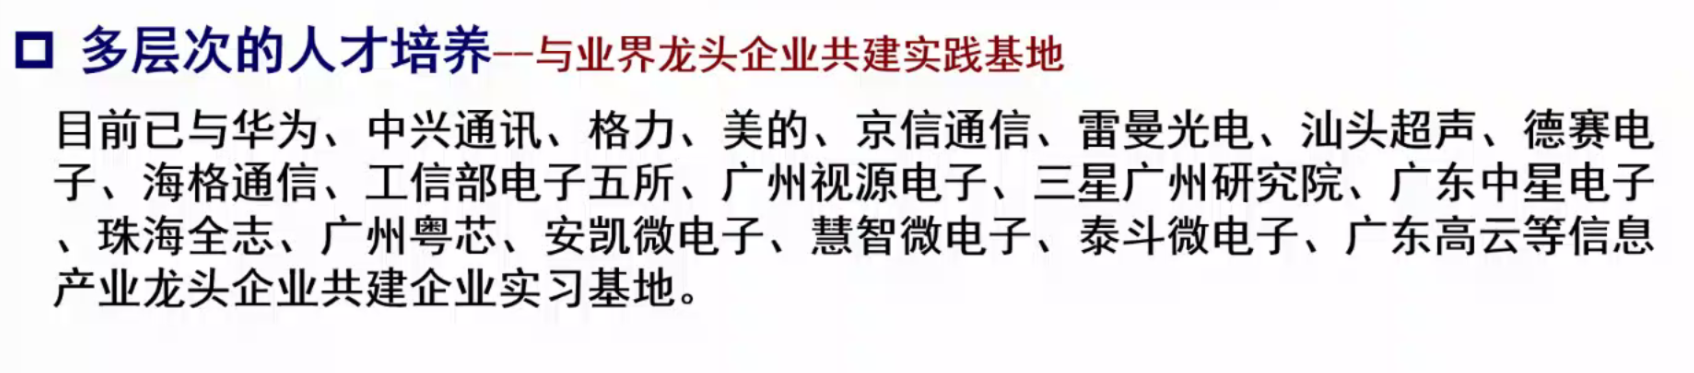 多层次的人才培养--与业界龙头企业共建实践基地
目前已与华为、中兴通讯、格力、美的、京信通信、雷曼光电、汕头超声、德赛电
子、海格通信、工信部电子五所、广州视源电子、三星广州研究院、广东中星电子
、珠海全志、广州粤芯、安凯微电子、慧智微电子、泰斗微电子、广东高云等信息
产业龙头企业共建企业实习基地。